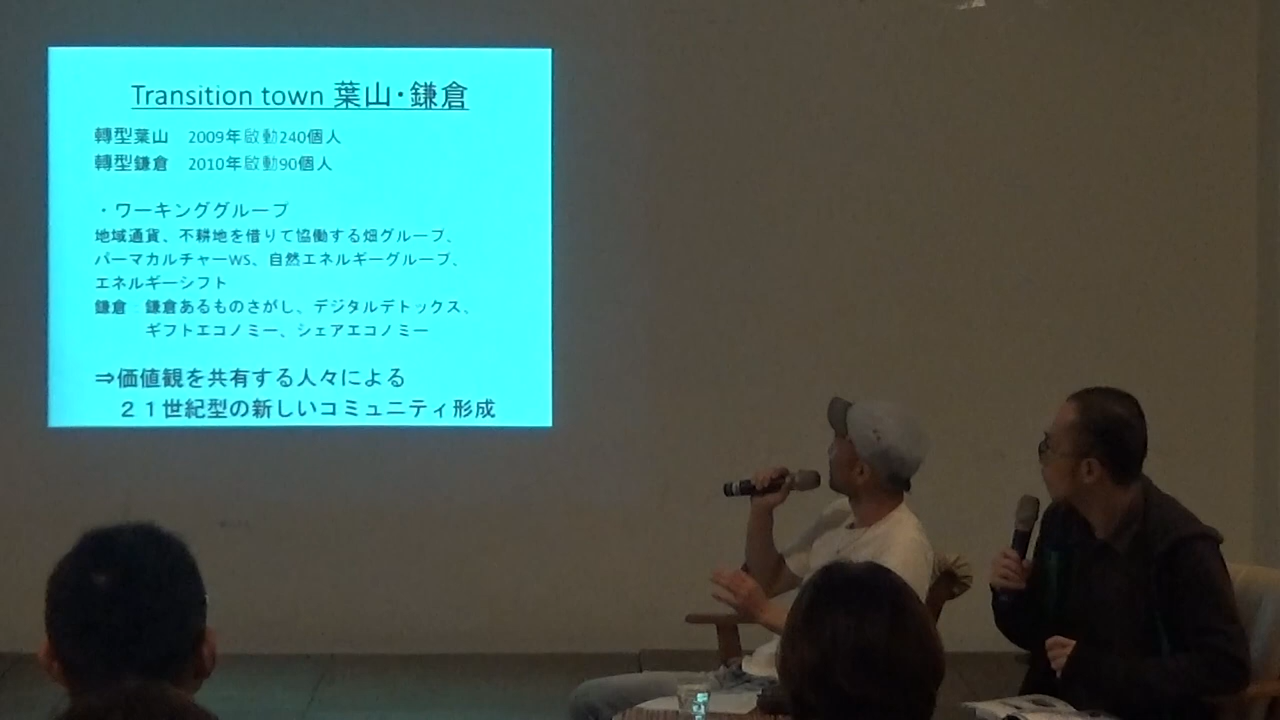 Transition town 葉山・鎌倉
轉型葉山 2009年啟動240個人
轉型鎌倉 2010年啟動90個人
・ワーキンググループ
地域通貨、不耕地を借りて協働する畑グループ、
パーマカルチャーWS、自然エネルギーグループ、
エネルギーシフト
鎌倉：鎌倉あるものさがし、デジタルデトックス、
ギフトエコノミー、シェアエコノミー
⇒価値観を共有する人々による
２１世紀型の新しいコミュニティ形成